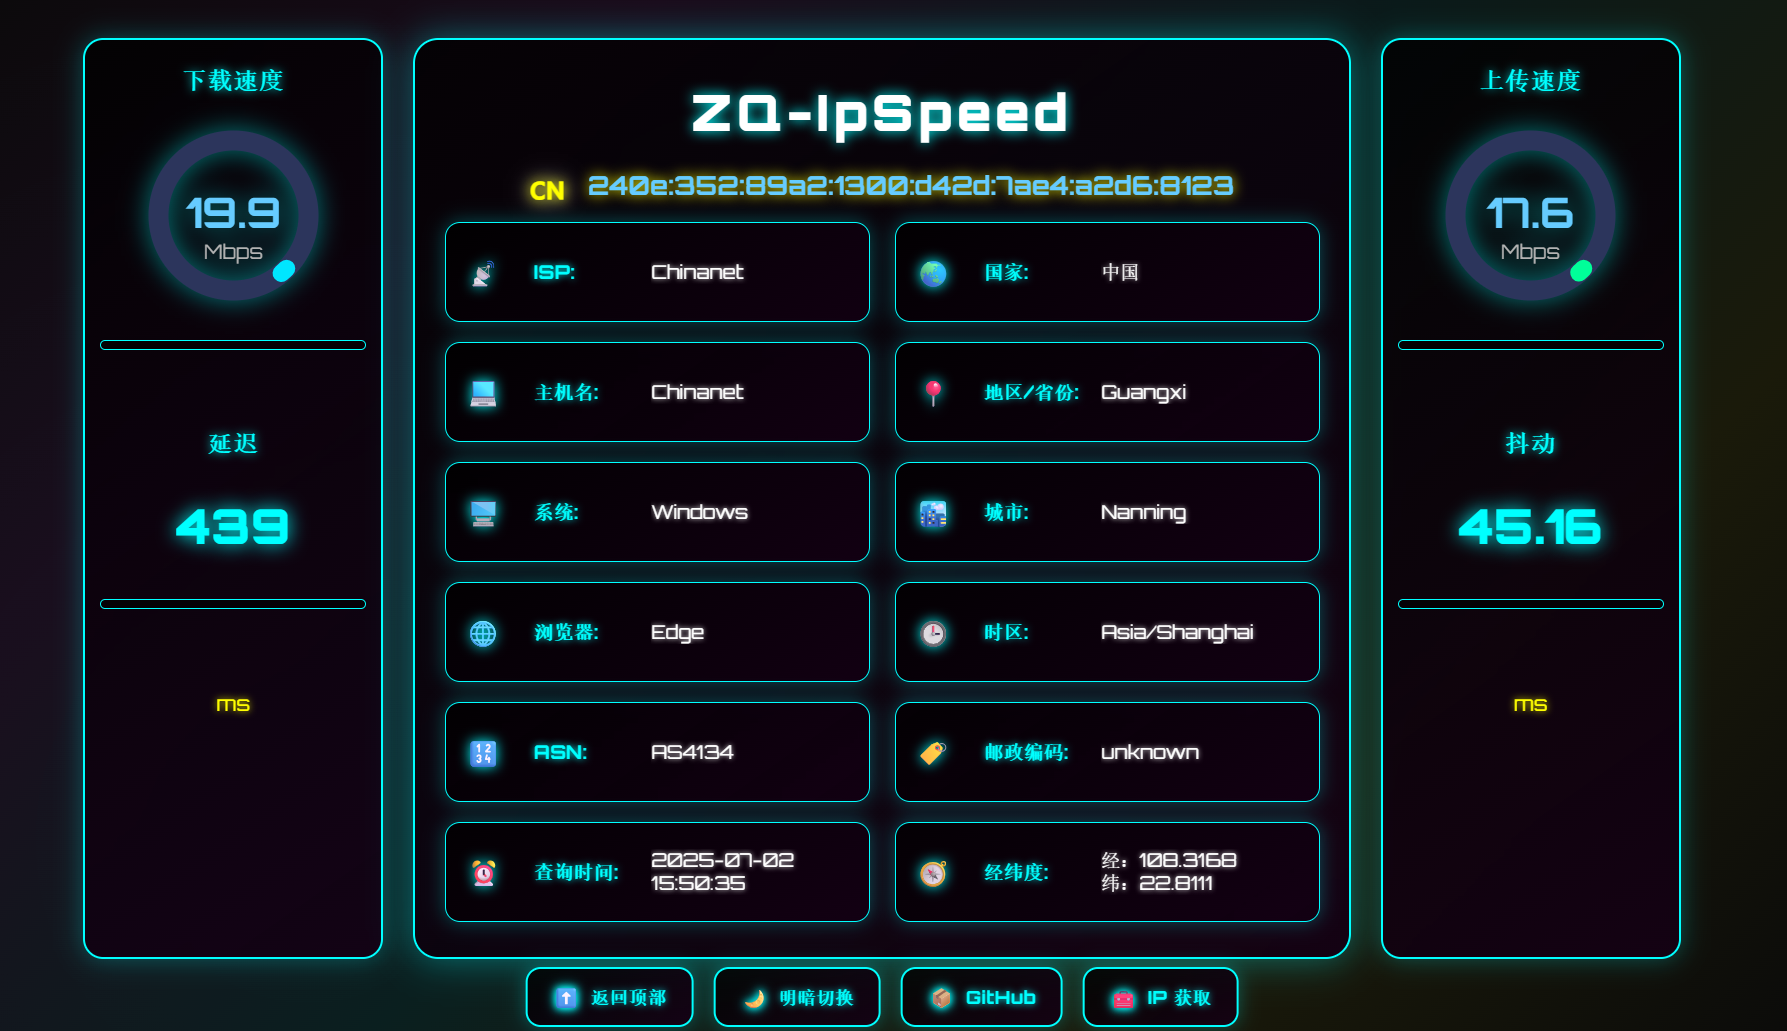 下载速度
19.9
Mbps
延迟
439
ms
ZQ-IpSpeed
CN 240e:352:89a2:1300:d42d:7ae4:a2d6:8123
ISP: Chinanet
国家: 中国
主机名: Chinanet
地区/省份: Guangxi
系统: Windows
城市: Nanning
浏览器: Edge
时区: Asia/Shanghai
1234
ASN: AS4134
邮政编码: unknown
查询时间: 2025-07-02
15:50:35
经纬度: 经：108.3168
纬：22.8111
上传速度
17.6
Mbps
抖动
45.16
ms
返回顶部
明暗切换
GitHub
IP 获取